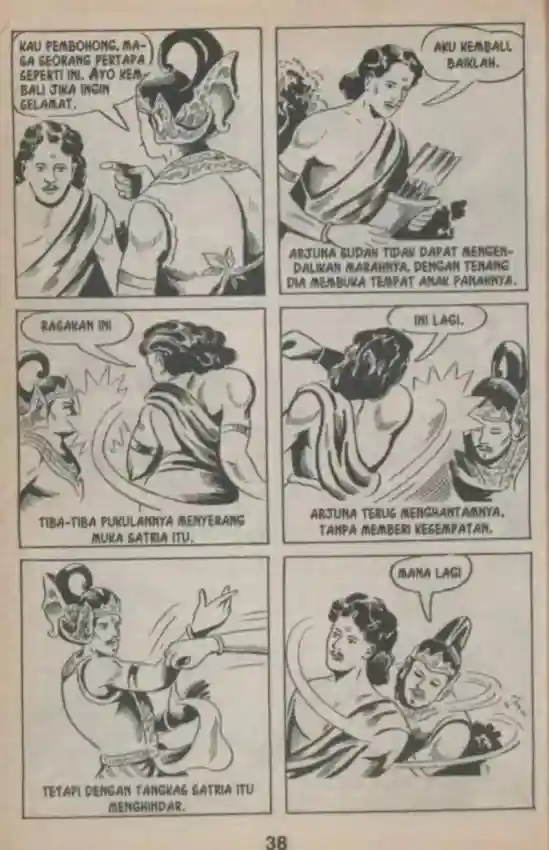 KAU PEMBOHONG, MA-
SA SEORANG PERTAPA
SEPERTI INI. AYO KEM-
BALI JIKA INGIN
SELAMAT.
AKU KEMBALI,
BAIKLAH.
ARJUNA SUDAH TIDAK DAPAT MENGEN-
DALIKAN MARAHNYA, DENGAN TENANG
DIA MEMBUKA TEMPAT ANAK PANAHNYA.
RASAKAN INI
TIBA-TIBA PUKULANNYA MENYERANG
MUKA SATRIA ITU.
INI LAGI.
ARJUNA TERUS MENGHANTAMNYA,
TANPA MEMBERI KESEMPATAN.
TETAPI DENGAN TANGKAS SATRIA ITU
MENGHINDAR.
MANA LAGI
38